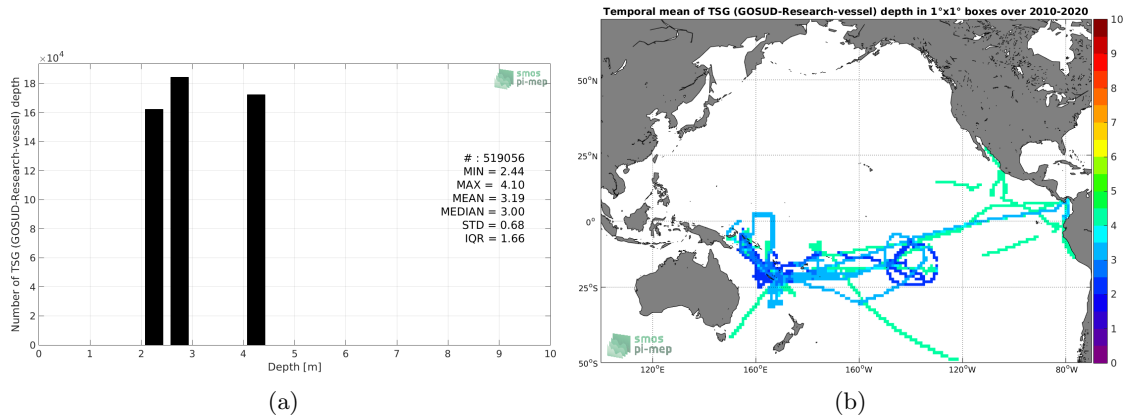 ×10⁴
18
16
14
12
10
8
6
4
2
0
Number of TSG (GOSUD-Research-vessel) depth
smos
pi-mep
# : 519056
MIN = 2.44
MAX = 4.10
MEAN = 3.19
MEDIAN = 3.00
STD = 0.68
IQR = 1.66
0 1 2 3 4 5 6 7 8 9 10
Depth [m]
(a)
Temporal mean of TSG (GOSUD-Research-vessel) depth in 1°x1° boxes over 2010-2020
50°N
25°N
0°
25°S
50°S
120°E 160°E 160°W 120°W 80°W
smos
pi-mep
10
9
8
7
6
5
4
3
2
1
0
(b)